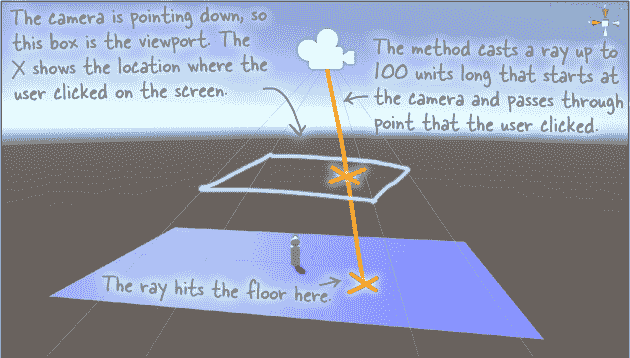 The camera is pointing down, so
this box is the viewport. The
X shows the location where the
user clicked on the screen.
The method casts a ray up to
100 units long that starts at
the camera and passes through
point that the user clicked.
The ray hits the floor here.